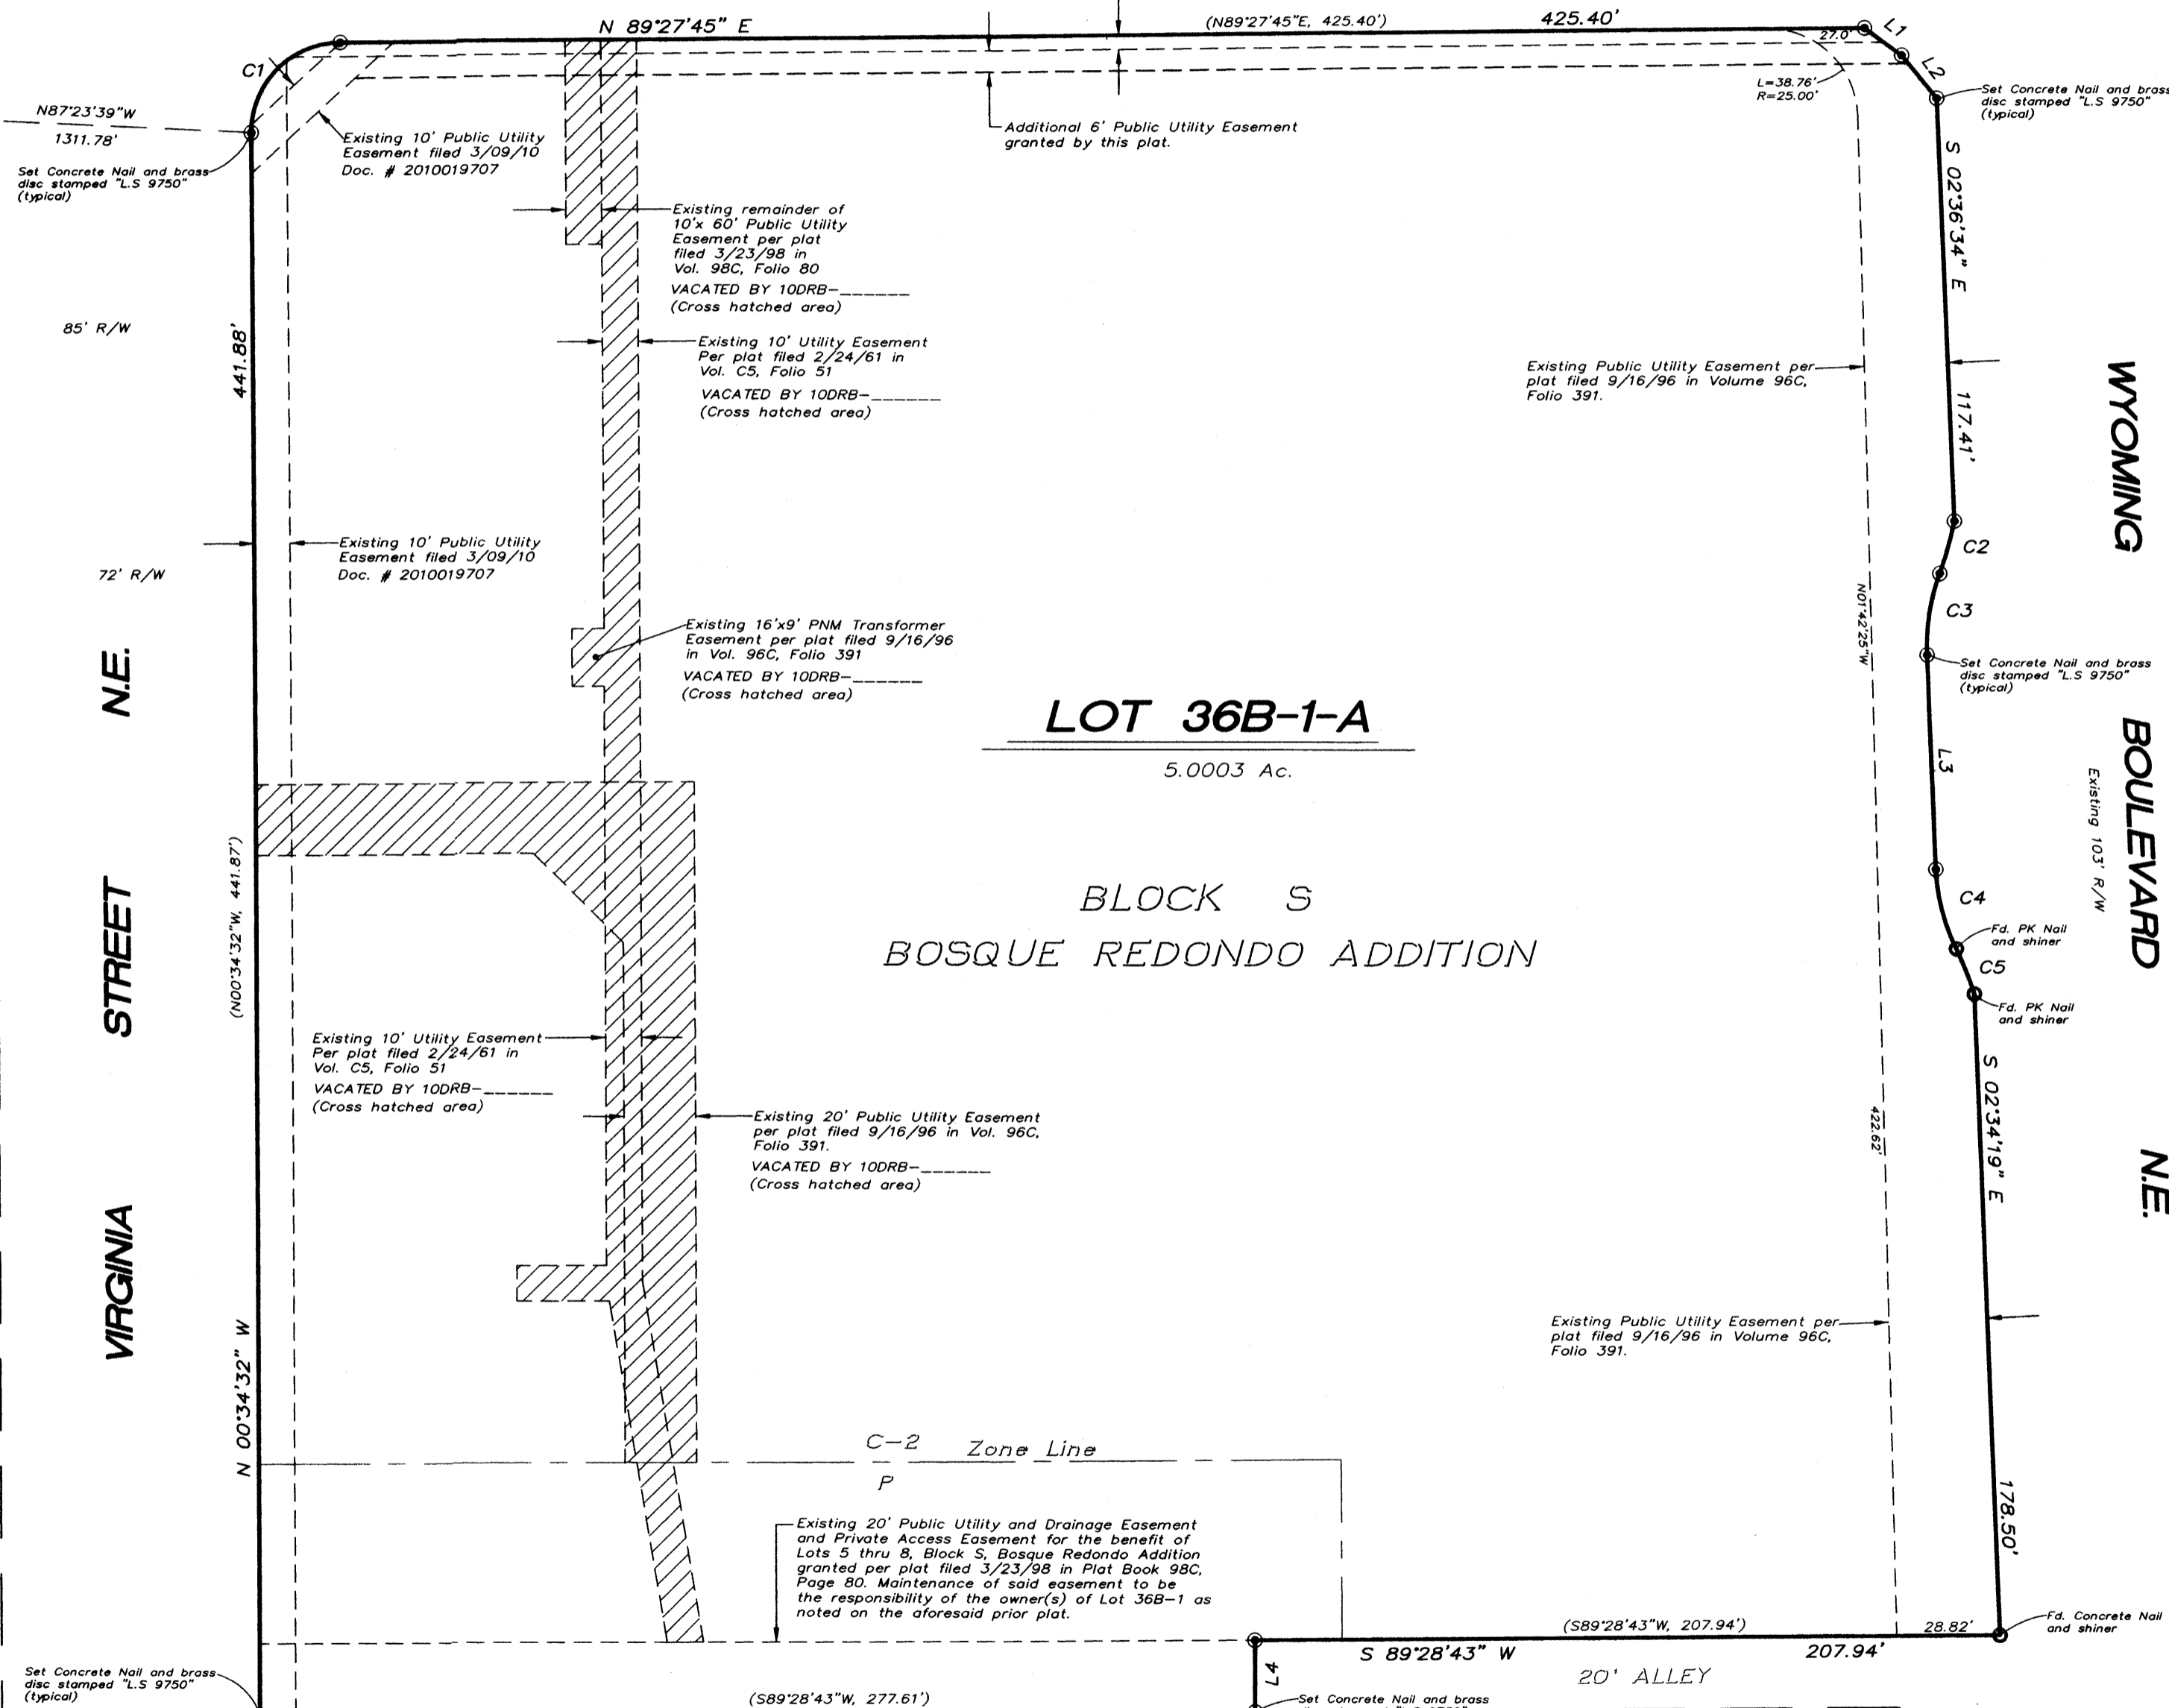 N 89°27'45" E
(N89°27'45"E, 425.40')
425.40'
27.0'
L1
L2
C1
L=38.76'
R=25.00'
Set Concrete Nail and brass
disc stamped "L.S 9750"
(typical)
N87°23'39"W
1311.78'
Set Concrete Nail and brass
disc stamped "L.S 9750"
(typical)
Existing 10' Public Utility
Easement filed 3/09/10
Doc. # 2010019707
Additional 6' Public Utility Easement
granted by this plat.
S 02°36'34" E
117.41'
Existing remainder of
10'x 60' Public Utility
Easement per plat
filed 3/23/98 in
Vol. 98C, Folio 80
VACATED BY 10DRB-______
(Cross hatched area)
85' R/W
441.88'
Existing 10' Utility Easement
Per plat filed 2/24/61 in
Vol. C5, Folio 51
VACATED BY 10DRB-______
(Cross hatched area)
Existing Public Utility Easement per
plat filed 9/16/96 in Volume 96C,
Folio 391.
WYOMING
BOULEVARD
N.E.
Existing 103' R/W
72' R/W
Existing 10' Public Utility
Easement filed 3/09/10
Doc. # 2010019707
C2
C3
N01°42'25"W
Existing 16'x9' PNM Transformer
Easement per plat filed 9/16/96
in Vol. 96C, Folio 391
VACATED BY 10DRB-______
(Cross hatched area)
Set Concrete Nail and brass
disc stamped "L.S 9750"
(typical)
LOT 36B-1-A
5.0003 Ac.
L3
VIRGINIA
STREET
N.E.
(N00°34'32"W, 441.87')
BLOCK S
BOSQUE REDONDO ADDITION
C4
Fd. PK Nail
and shiner
C5
Fd. PK Nail
and shiner
Existing 10' Utility Easement
Per plat filed 2/24/61 in
Vol. C5, Folio 51
VACATED BY 10DRB-______
(Cross hatched area)
Existing 20' Public Utility Easement
per plat filed 9/16/96 in Vol. 96C,
Folio 391.
VACATED BY 10DRB-______
(Cross hatched area)
422.62'
S 02°34'19" E
178.50'
Existing Public Utility Easement per
plat filed 9/16/96 in Volume 96C,
Folio 391.
N 00°34'32" W
C-2 Zone Line
P
Existing 20' Public Utility and Drainage Easement
and Private Access Easement for the benefit of
Lots 5 thru 8, Block S, Bosque Redondo Addition
granted per plat filed 3/23/98 in Plat Book 98C,
Page 80. Maintenance of said easement to be
the responsibility of the owner(s) of Lot 36B-1 as
noted on the aforesaid prior plat.
(S89°28'43"W, 207.94')
28.82'
Fd. Concrete Nail
and shiner
S 89°28'43" W
207.94'
20' ALLEY
Set Concrete Nail and brass
disc stamped "L.S 9750"
(typical)
(S89°28'43"W, 277.61')
Set Concrete Nail and brass